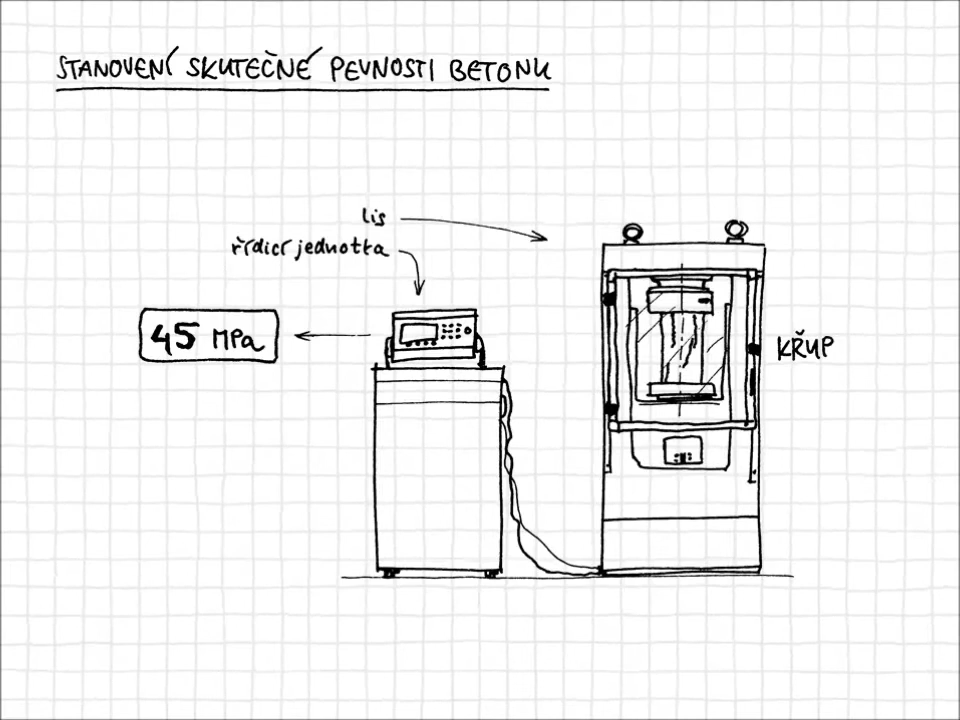 STANOVENÍ SKUTEČNÉ PEVNOSTI BETONU
lis
řídicí jednotka
45 MPa
KŘUP